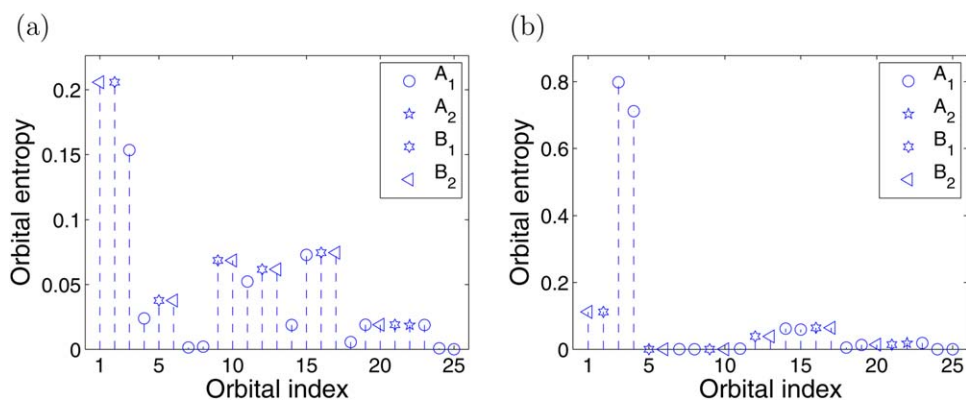 (a)
(b)
Orbital entropy
0.2
0.15
0.1
0.05
0
1 5 10 15 20 25
Orbital index
A1
A2
B1
B2
Orbital entropy
0.8
0.6
0.4
0.2
0
1 5 10 15 20 25
Orbital index
A1
A2
B1
B2